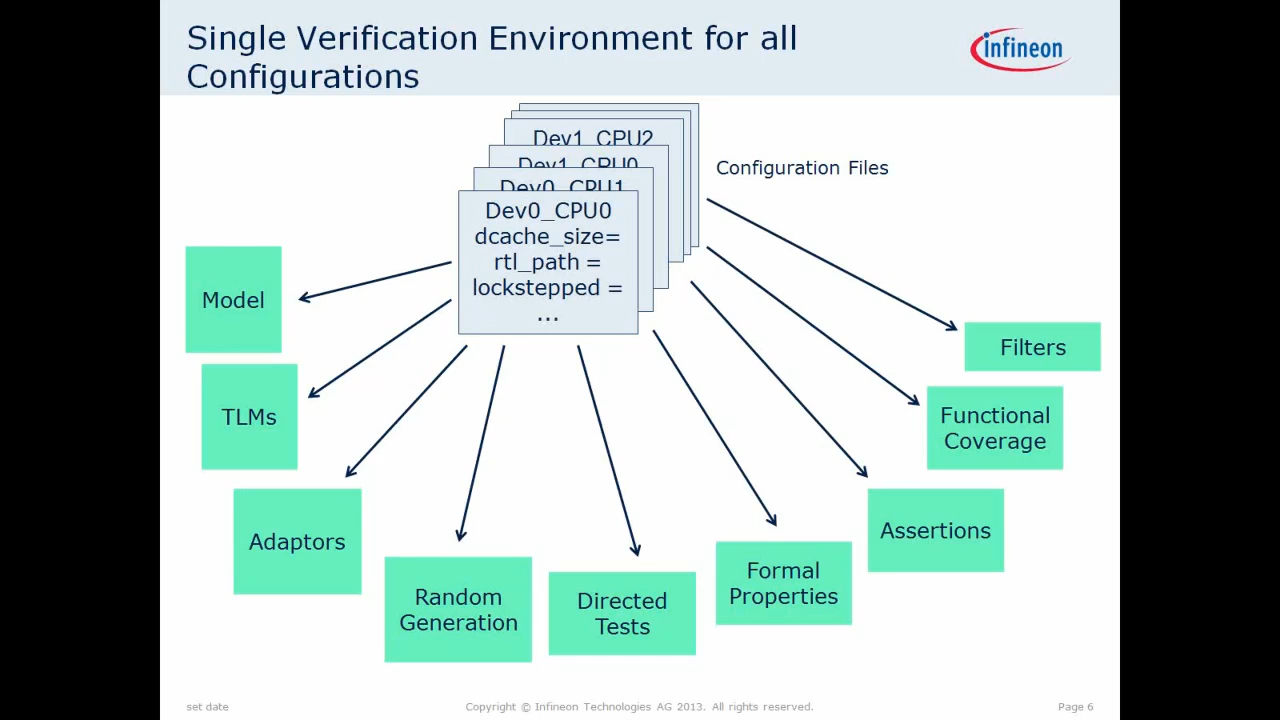 Single Verification Environment for all
Configurations
infineon
Dev1_CPU2
Dev1_CPU0
Dev0_CPU1
Dev0_CPU0
dcache_size=
rtl_path =
lockstepped =
...
Configuration Files
Model
TLMs
Adaptors
Random
Generation
Directed
Tests
Formal
Properties
Assertions
Functional
Coverage
Filters
set date
Copyright © Infineon Technologies AG 2013. All rights reserved.
Page 6